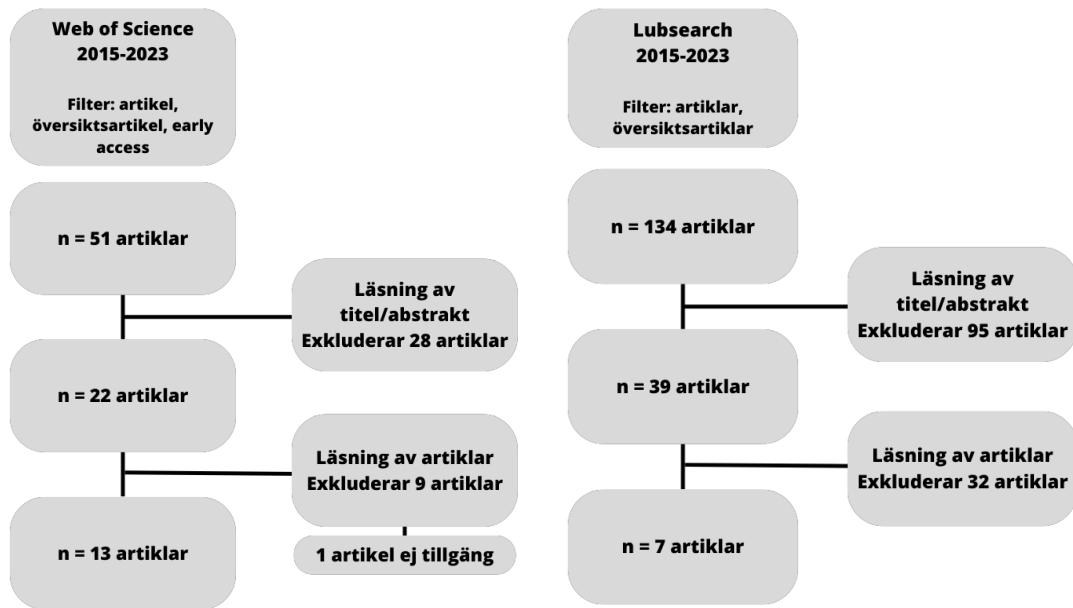 Web of Science
2015-2023
Filter: artikel,
översiktsartikel, early
access
n = 51 artiklar
Läsning av
titel/abstrakt
Exkluderar 28 artiklar
n = 22 artiklar
Läsning av artiklar
Exkluderar 9 artiklar
n = 13 artiklar
1 artikel ej tillgäng
Lubsearch
2015-2023
Filter: artiklar,
översiktsartiklar
n = 134 artiklar
Läsning av
titel/abstrakt
Exkluderar 95 artiklar
n = 39 artiklar
Läsning av artiklar
Exkluderar 32 artiklar
n = 7 artiklar